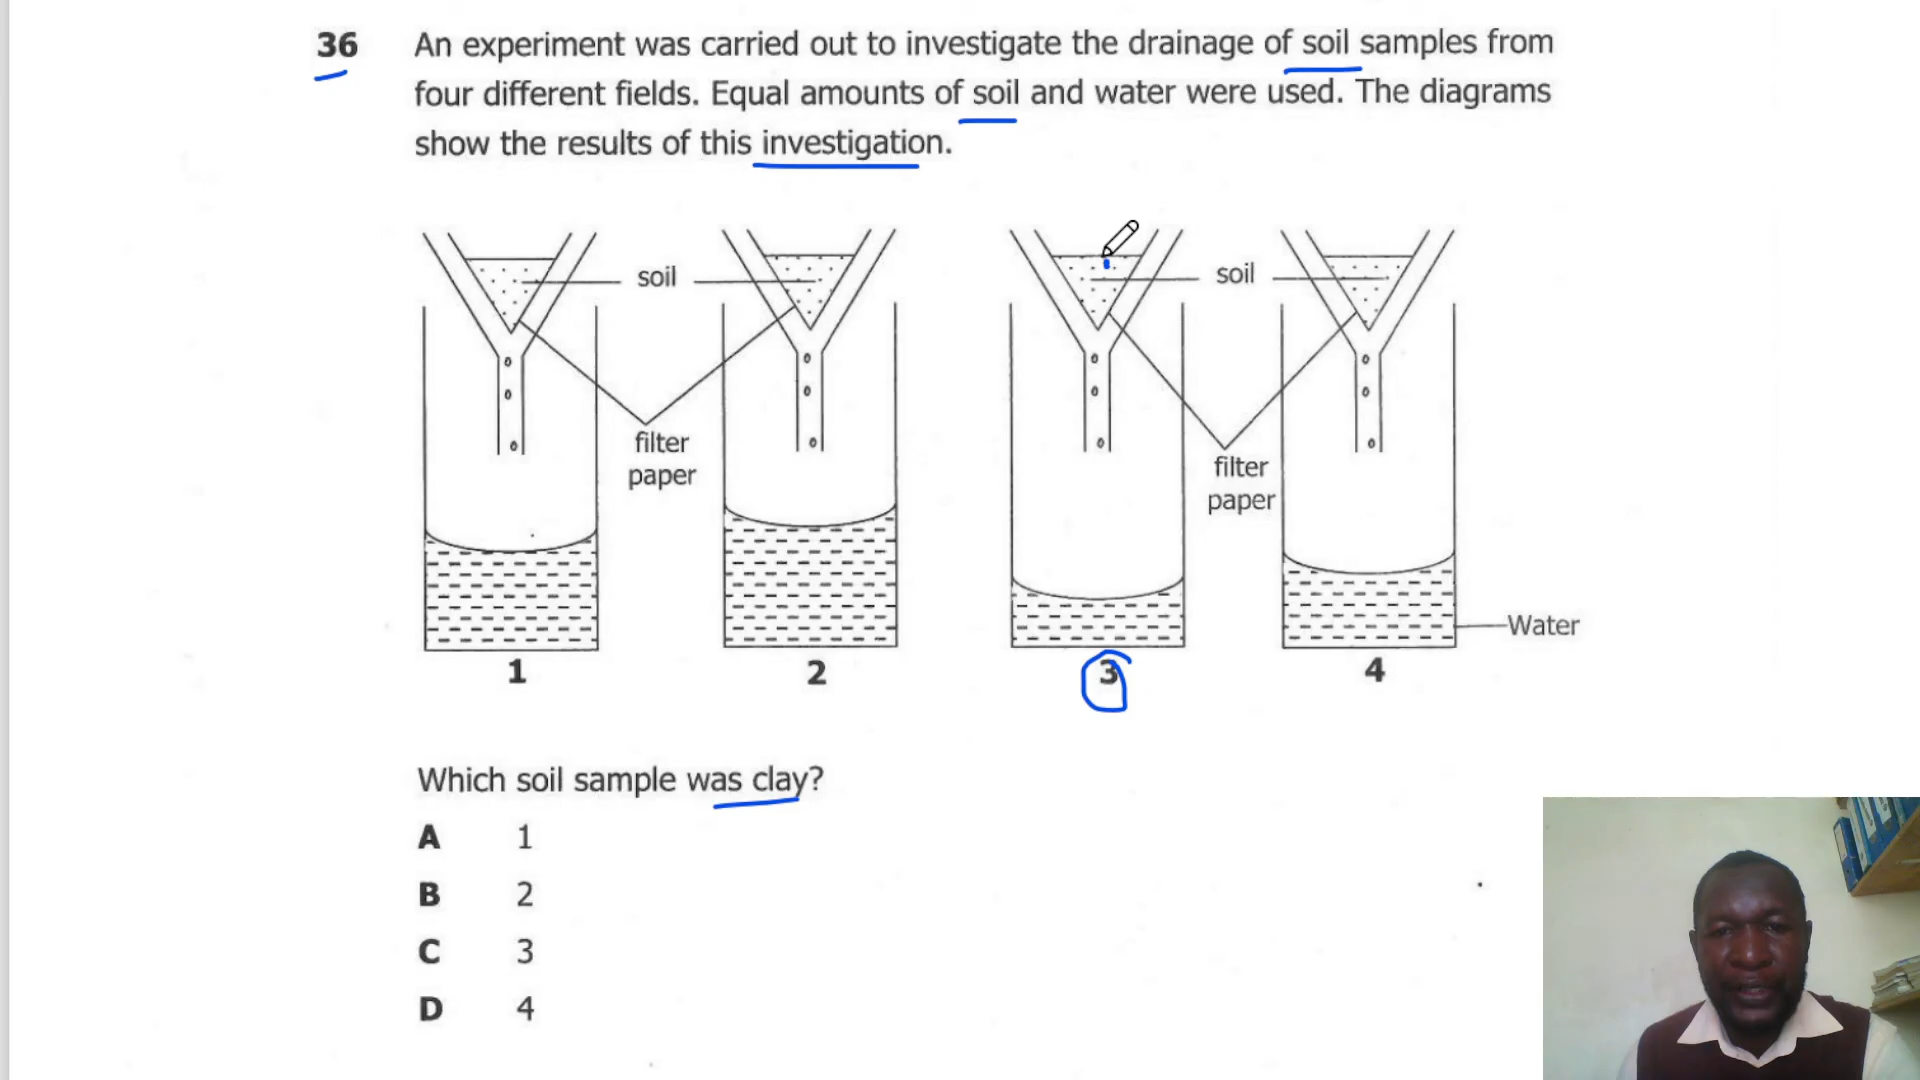 36 An experiment was carried out to investigate the drainage of soil samples from
four different fields. Equal amounts of soil and water were used. The diagrams
show the results of this investigation.
soil
soil
filter
paper
filter
paper
Water
1
2
3
4
Which soil sample was clay?
A 1
B 2
C 3
D 4